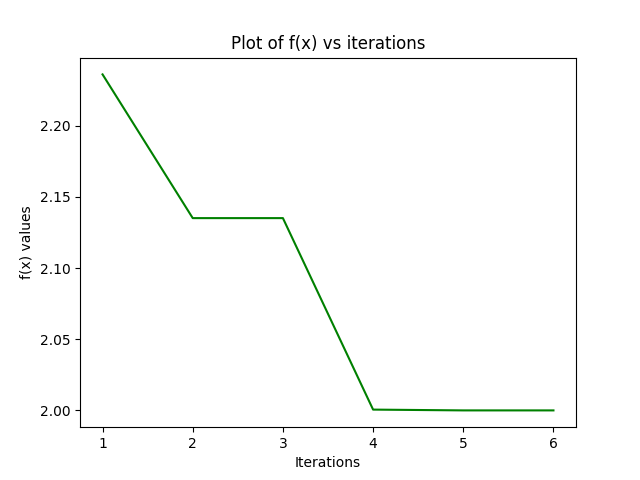 Plot of f(x) vs iterations
2.20
2.15
2.10
2.05
2.00
f(x) values
1 2 3 4 5 6
Iterations